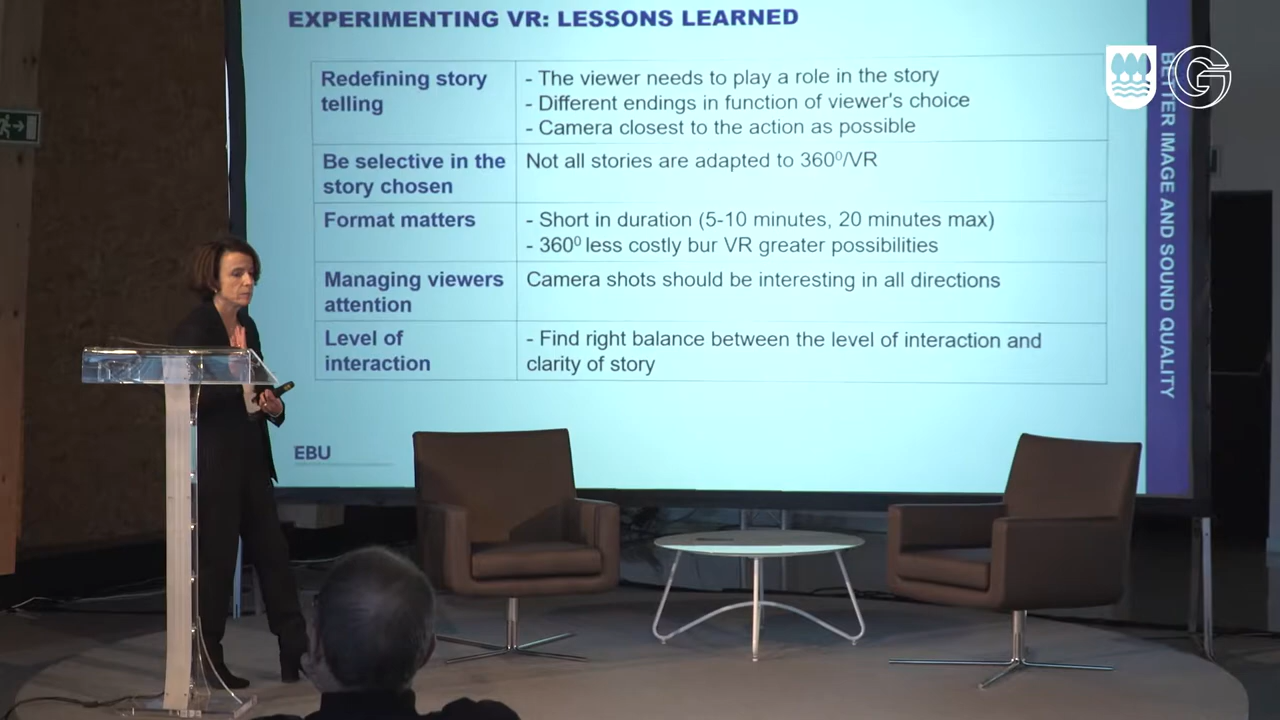 EXPERIMENTING VR: LESSONS LEARNED
Redefining story
telling
- The viewer needs to play a role in the story
- Different endings in function of viewer's choice
- Camera closest to the action as possible
Be selective in the
story chosen
Not all stories are adapted to 360⁰/VR
Format matters
- Short in duration (5-10 minutes, 20 minutes max)
- 360⁰ less costly bur VR greater possibilities
Managing viewers
attention
Camera shots should be interesting in all directions
Level of
interaction
- Find right balance between the level of interaction and
clarity of story
EBU
BETTER IMAGE AND SOUND QUALITY
G